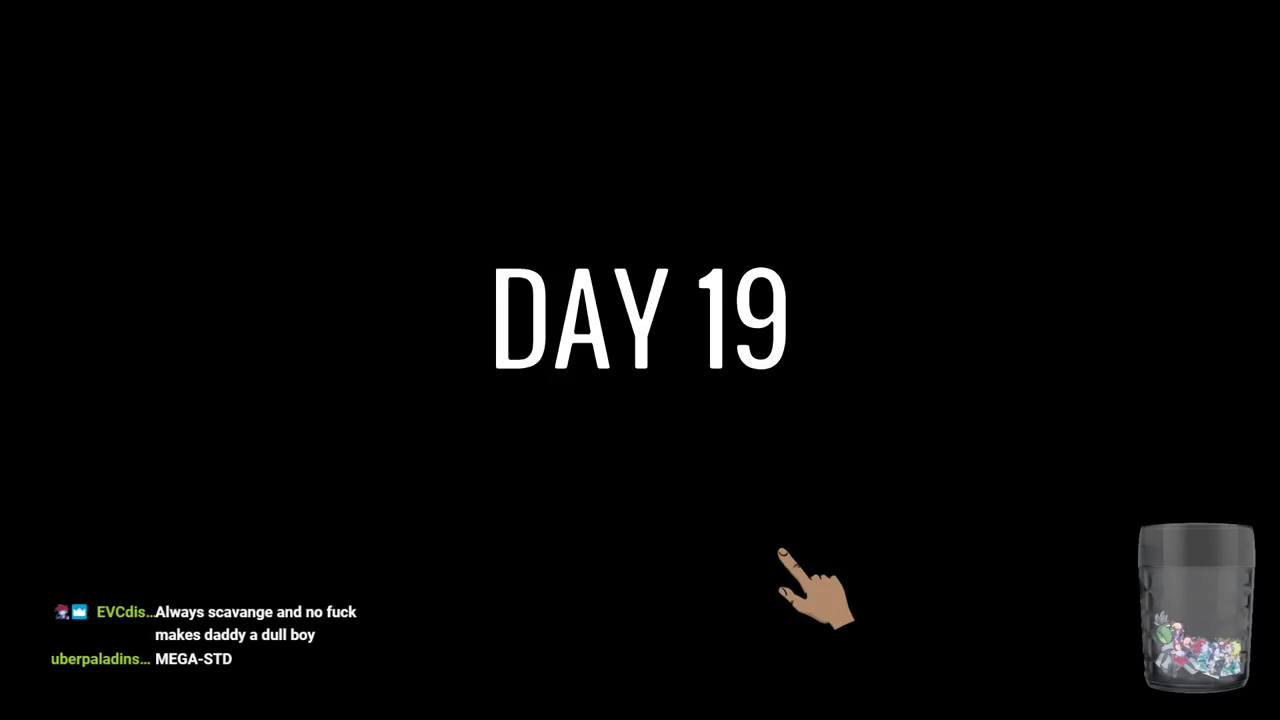 DAY 19
EVCdis…Always scavange and no fuck
makes daddy a dull boy
uberpaladins… MEGA-STD